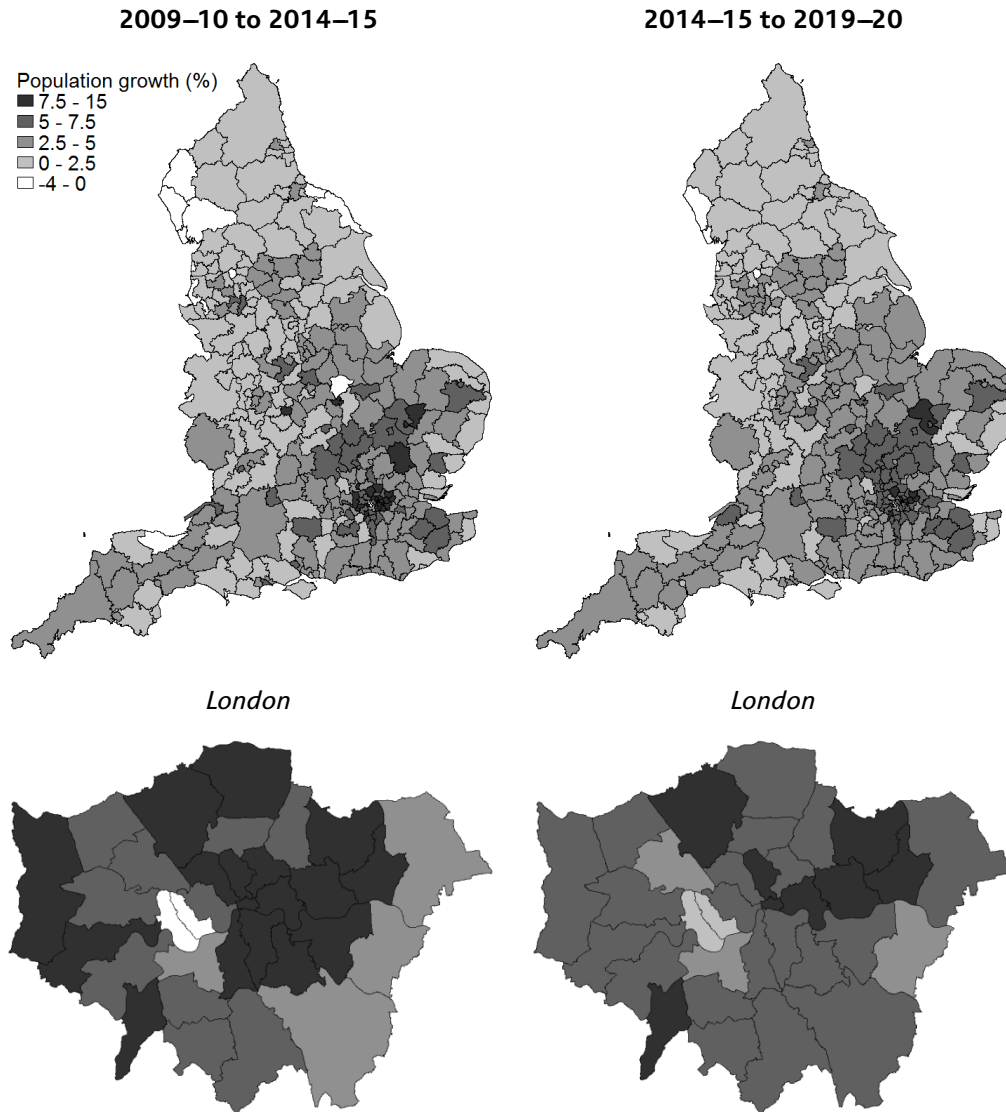 2009–10 to 2014–15
2014–15 to 2019–20
Population growth (%)
7.5 - 15
5 - 7.5
2.5 - 5
0 - 2.5
-4 - 0
London
London